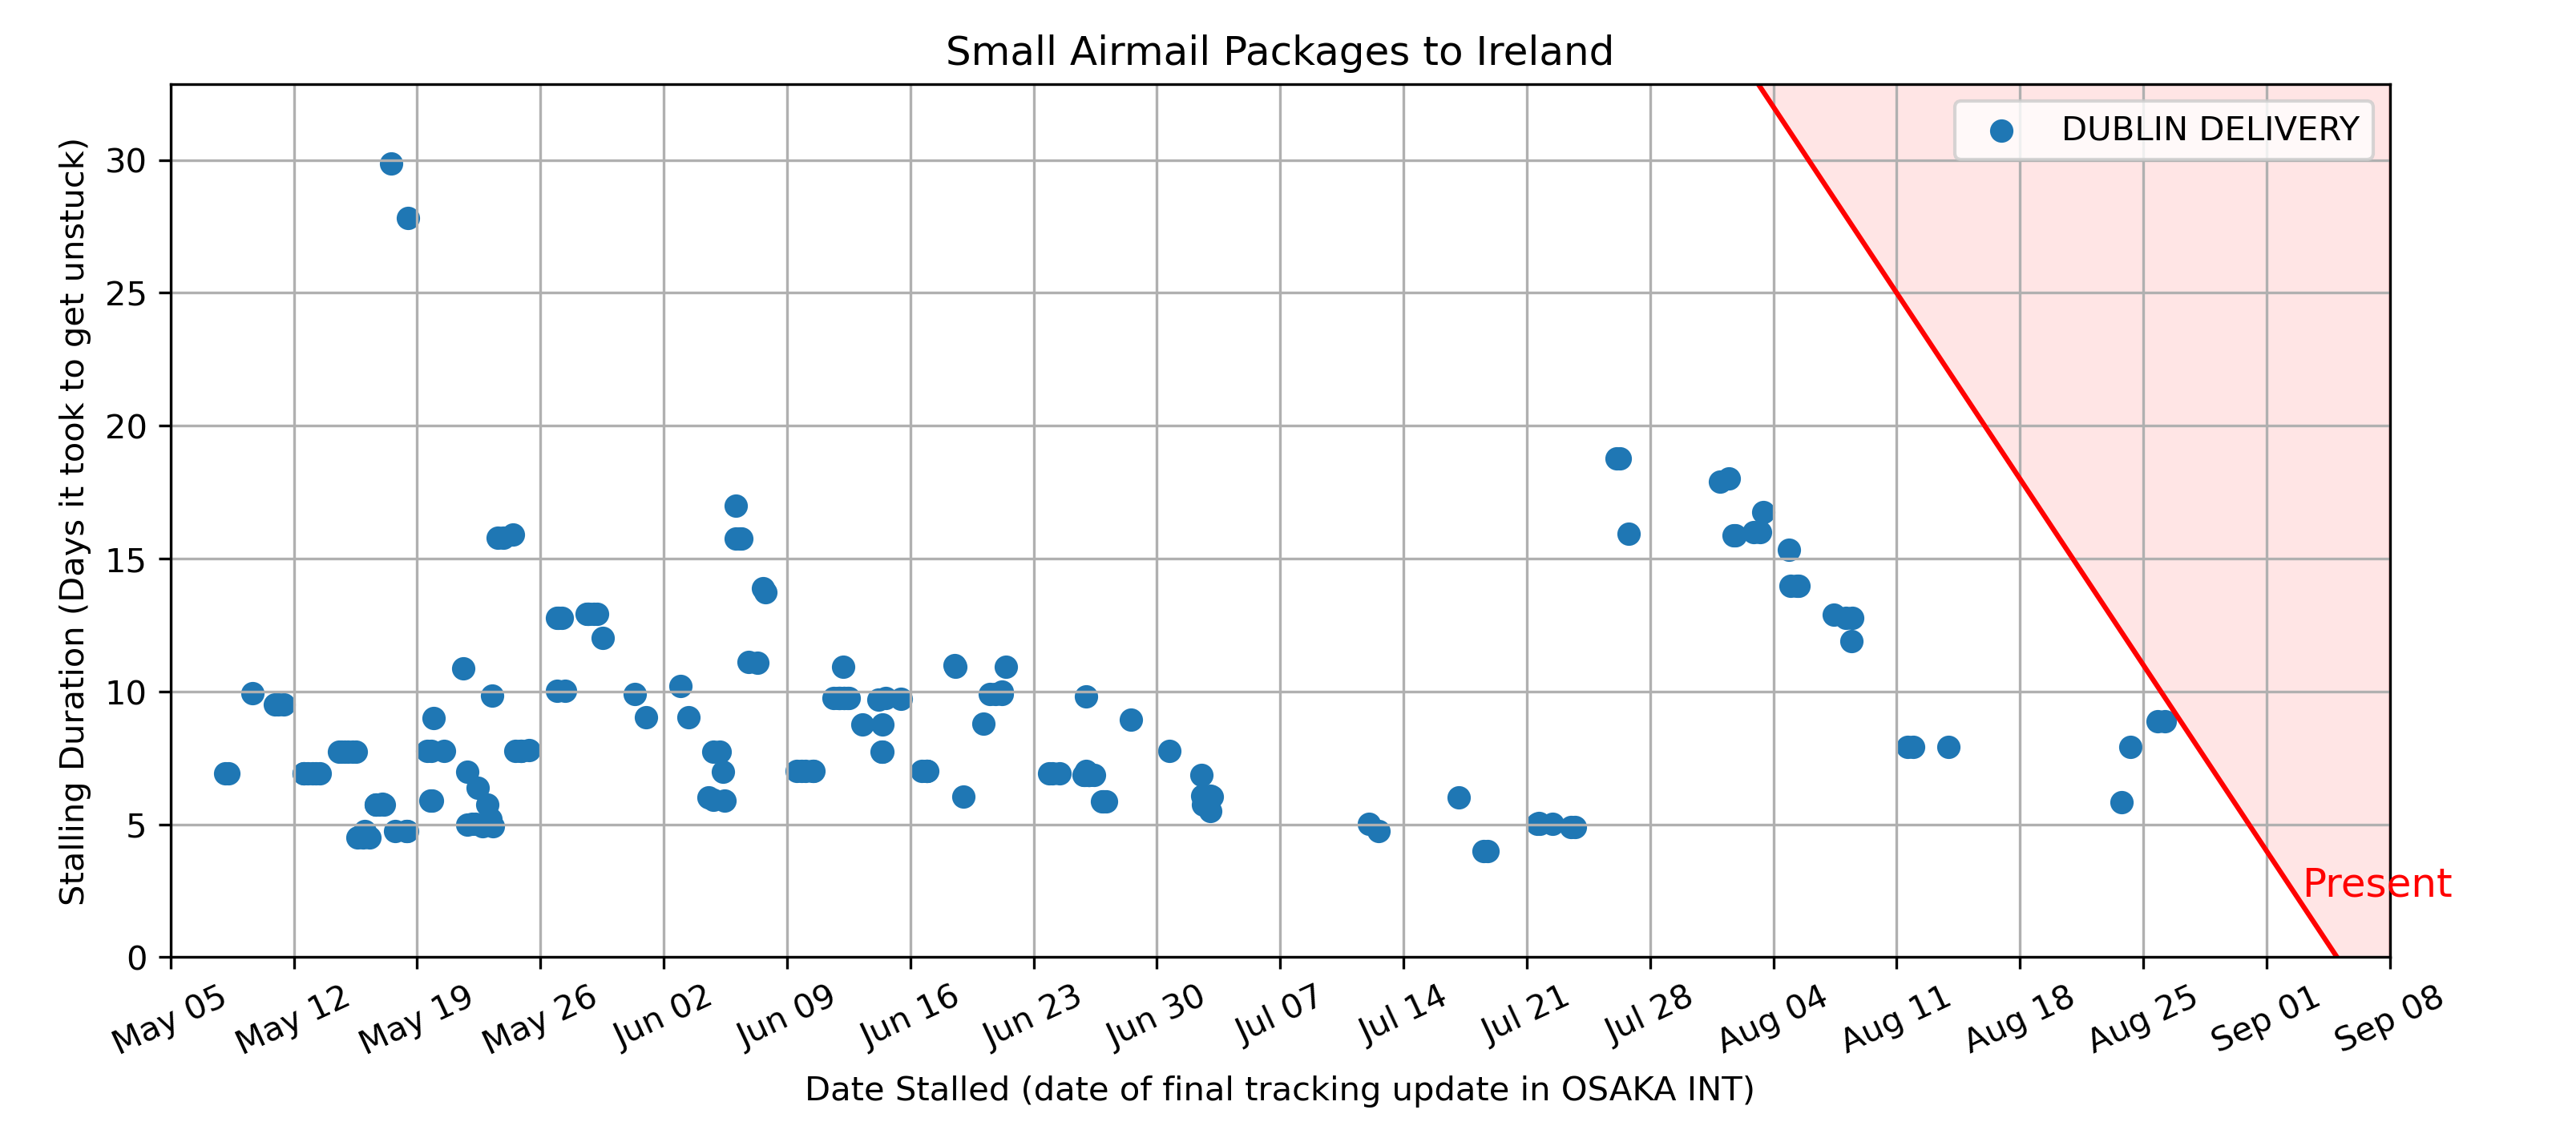 Small Airmail Packages to Ireland
DUBLIN DELIVERY
Stalling Duration (Days it took to get unstuck)
30
25
20
15
10
5
0
Present
May 05
May 12
May 19
May 26
Jun 02
Jun 09
Jun 16
Jun 23
Jun 30
Jul 07
Jul 14
Jul 21
Jul 28
Aug 04
Aug 11
Aug 18
Aug 25
Sep 01
Sep 08
Date Stalled (date of final tracking update in OSAKA INT)